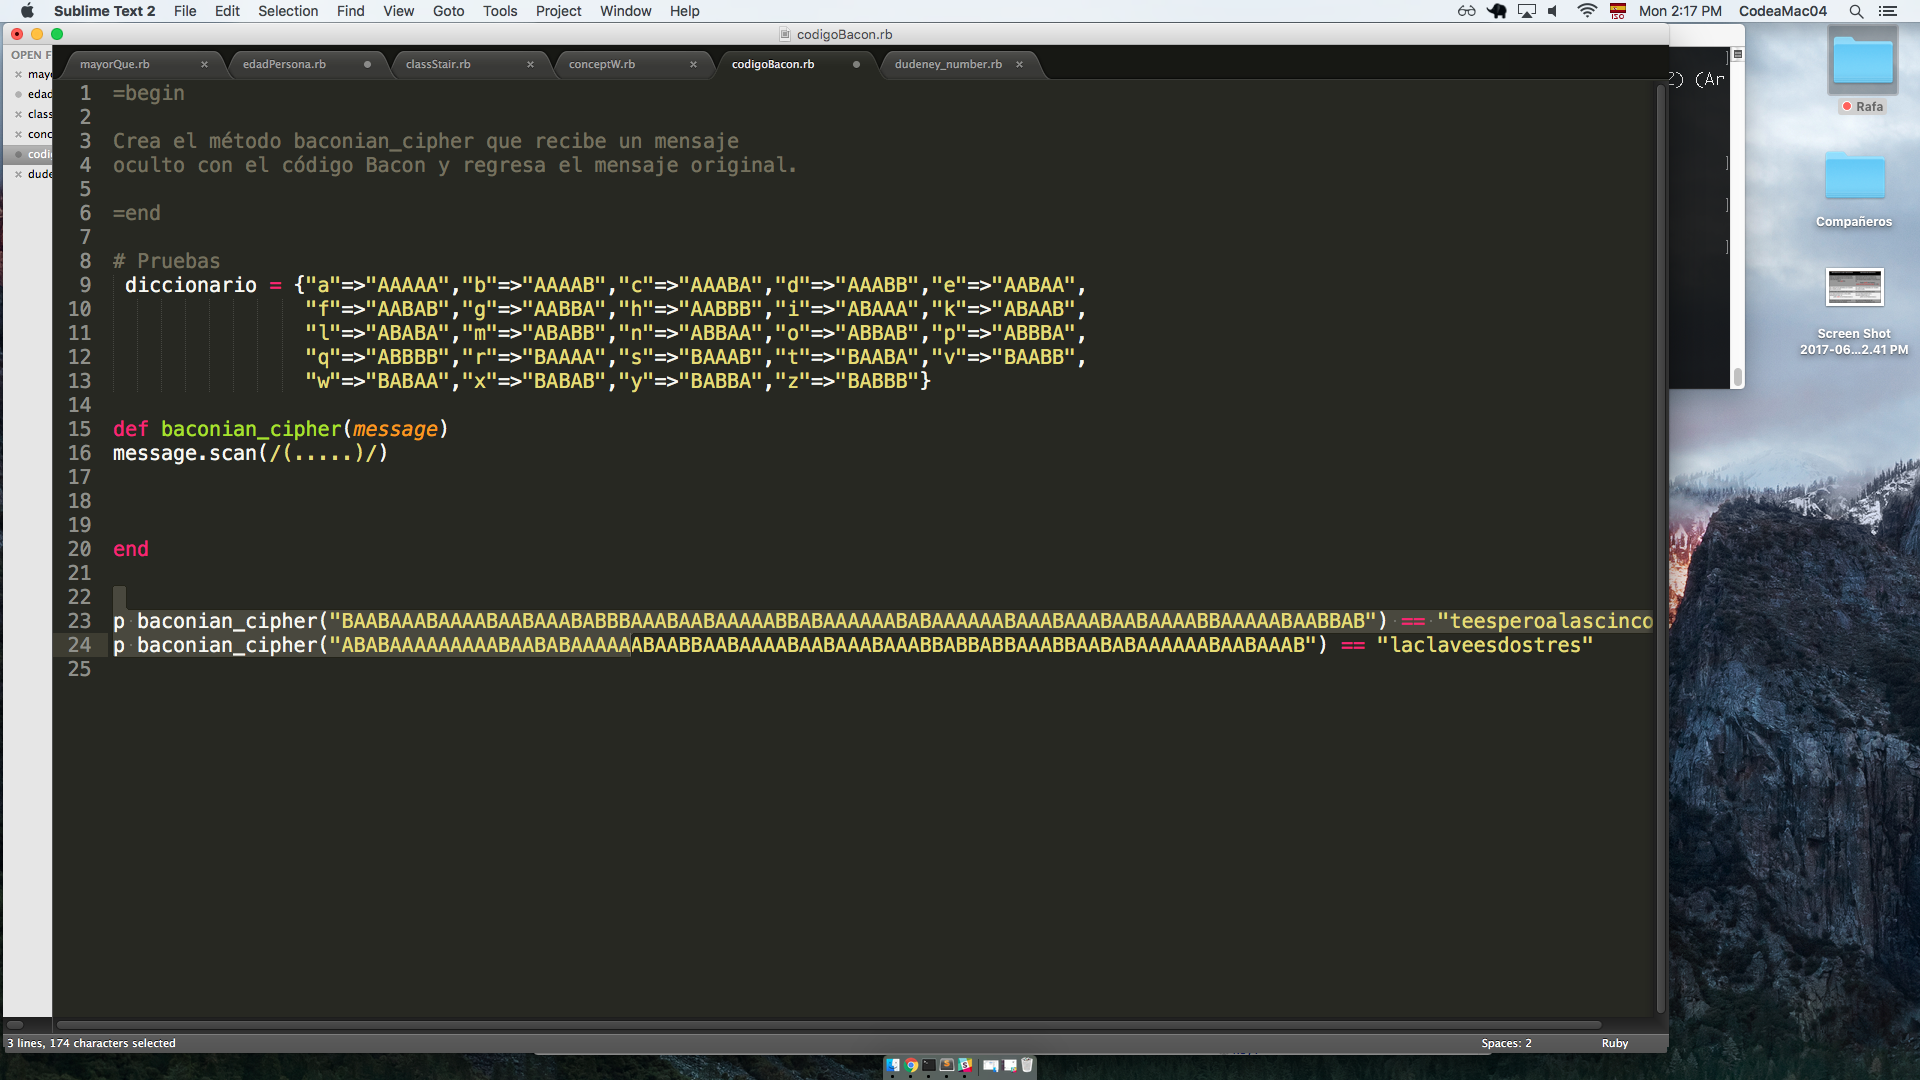 Sublime Text 2 File Edit Selection Find View Goto Tools Project Window Help ISO Mon 2:17 PM CodeaMac04
codigoBacon.rb
OPEN F
mayorQue.rb × edadPersona.rb classStair.rb × conceptW.rb × codigoBacon.rb dudeney_number.rb ×
× may
edad
× class
× conc
codi
× dude
1 =begin
2
3 Crea el método baconian_cipher que recibe un mensaje
4 oculto con el código Bacon y regresa el mensaje original.
5
6 =end
7
8 # Pruebas
9 diccionario = {"a"=>"AAAAA","b"=>"AAAAB","c"=>"AAABA","d"=>"AAABB","e"=>"AABAA",
10 "f"=>"AABAB","g"=>"AABBA","h"=>"AABBB","i"=>"ABAAA","k"=>"ABAAB",
11 "l"=>"ABABA","m"=>"ABABB","n"=>"ABBAA","o"=>"ABBAB","p"=>"ABBBA",
12 "q"=>"ABBBB","r"=>"BAAAA","s"=>"BAAAB","t"=>"BAABA","v"=>"BAABB",
13 "w"=>"BABAA","x"=>"BABAB","y"=>"BABBA","z"=>"BABBB"}
14
15 def baconian_cipher(message)
16 message.scan(/(.....)/)
17
18
19
20 end
21
22
23 p baconian_cipher("BAABAAABAAAABAABAAABABBBAAABAABAAAAABBABAAAAAABABAAAAAABAAABAAABAABAAAABBAAAAABAABBAB") == "teesperoalascinco
24 p baconian_cipher("ABABAAAAAAAAABAABABAAAAAABAABBAABAAAABAABAAABAAABBABBABBAAABBAABABAAAAAABAABAAAB") == "laclaveesdostres"
25
3 lines, 174 characters selected
Spaces: 2 Ruby
2) (Ar
Rafa
Compañeros
Screen Shot
2017-06...2.41 PM